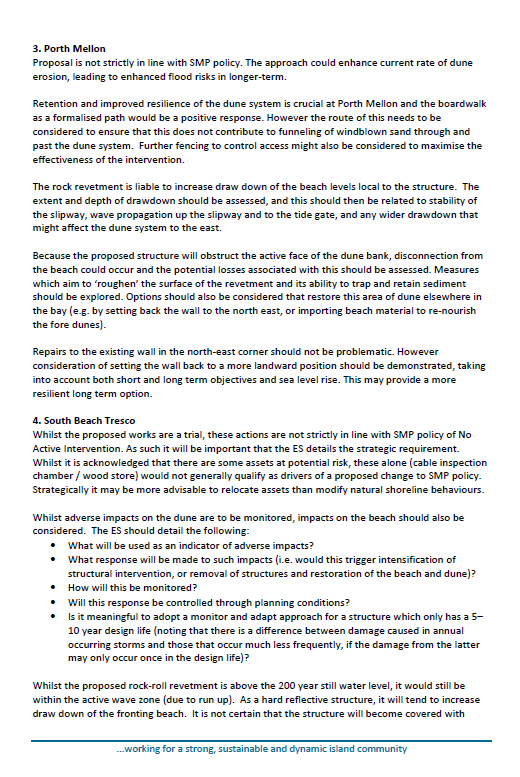 3. Porth Mellon
Proposal is not strictly in line with SMP policy. The approach could enhance current rate of dune
erosion, leading to enhanced flood risks in longer-term.
Retention and improved resilience of the dune system is crucial at Porth Mellon and the boardwalk
as a formalised path would be a positive response. However the route of this needs to be
considered to ensure that this does not contribute to funneling of windblown sand through and
past the dune system.  Further fencing to control access might also be considered to maximise the
effectiveness of the intervention.
The rock revetment is liable to increase draw down of the beach levels local to the structure.  The
extent and depth of drawdown should be assessed, and this should then be related to stability of
the slipway, wave propagation up the slipway and to the tide gate, and any wider drawdown that
might affect the dune system to the east.
Because the proposed structure will obstruct the active face of the dune bank, disconnection from
the beach could occur and the potential losses associated with this should be assessed. Measures
which aim to 'roughen' the surface of the revetment and its ability to trap and retain sediment
should be explored. Options should also be considered that restore this area of dune elsewhere in
the bay (e.g. by setting back the wall to the north east, or importing beach material to re-nourish
the fore dunes).
Repairs to the existing wall in the north-east corner should not be problematic. However
consideration of setting the wall back to a more landward position should be demonstrated, taking
into account both short and long term objectives and sea level rise. This may provide a more
resilient long term option.
4. South Beach Tresco
Whilst the proposed works are a trial, these actions are not strictly in line with SMP policy of No
Active Intervention. As such it will be important that the ES details the strategic requirement.
Whilst it is acknowledged that there are some assets at potential risk, these alone (cable inspection
chamber / wood store) would not generally qualify as drivers of a proposed change to SMP policy.
Strategically it may be more advisable to relocate assets than modify natural shoreline behaviours.
Whilst adverse impacts on the dune are to be monitored, impacts on the beach should also be
considered.  The ES should detail the following:
• What will be used as an indicator of adverse impacts?
• What response will be made to such impacts (i.e. would this trigger intensification of
structural intervention, or removal of structures and restoration of the beach and dune)?
• How will this be monitored?
• Will this response be controlled through planning conditions?
• Is it meaningful to adopt a monitor and adapt approach for a structure which only has a 5–
10 year design life (noting that there is a difference between damage caused in annual
occurring storms and those that occur much less frequently, if the damage from the latter
may only occur once in the design life)?
Whilst the proposed rock-roll revetment is above the 200 year still water level, it would still be
within the active wave zone (due to run up).  As a hard reflective structure, it will tend to increase
draw down of the fronting beach.  It is not certain that the structure will become covered with
...working for a strong, sustainable and dynamic island community